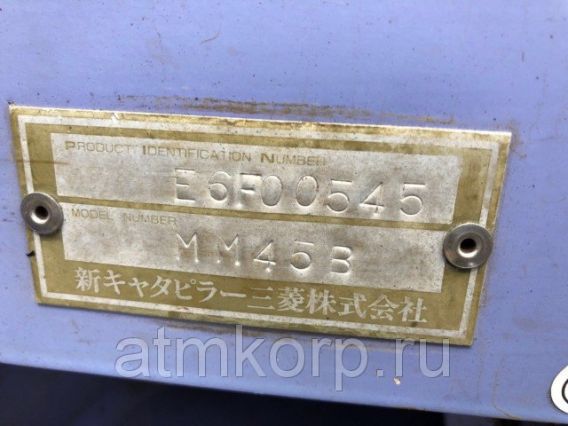 PRODUCT IDENTIFICATION NUMBER
E6F00545
MODEL NUMBER
MM45B
新キャタピラー三菱株式会社
atmkorp.ru